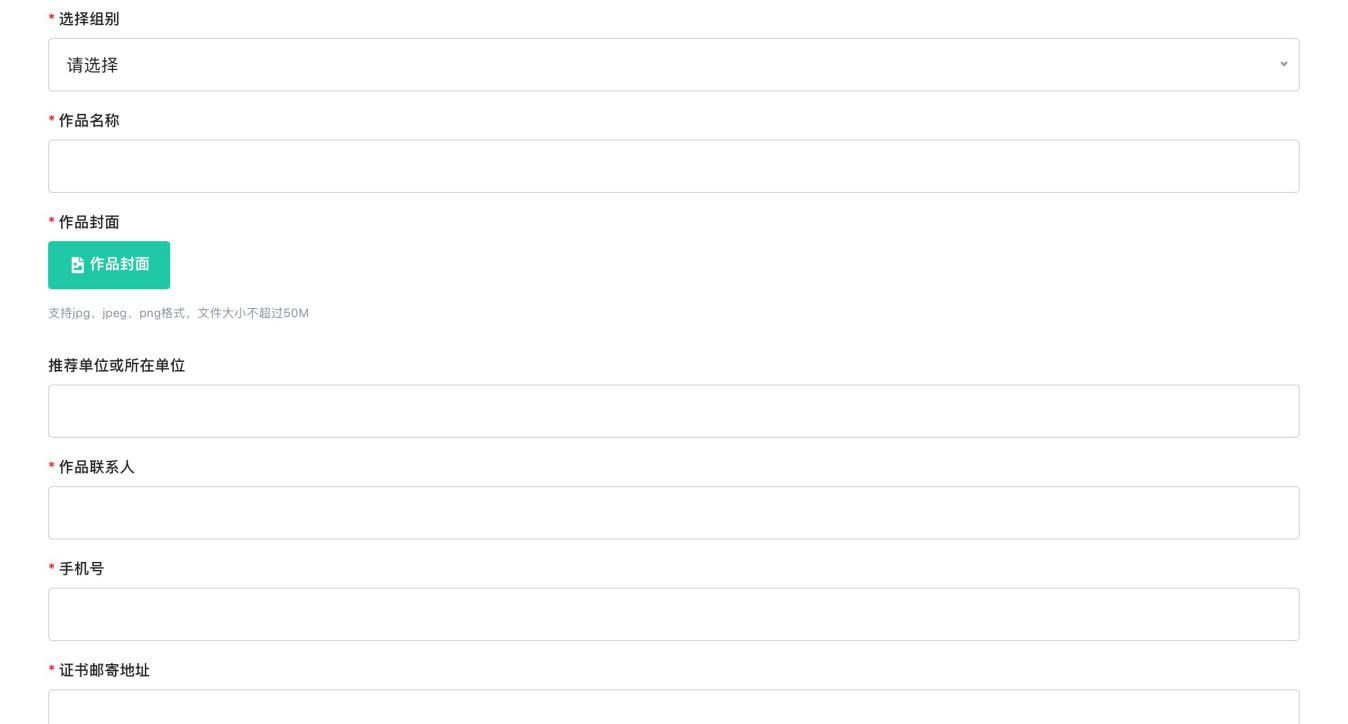 * 选择组别
请选择
* 作品名称
* 作品封面
作品封面
支持jpg、jpeg、png格式，文件大小不超过50M
推荐单位或所在单位
* 作品联系人
* 手机号
* 证书邮寄地址